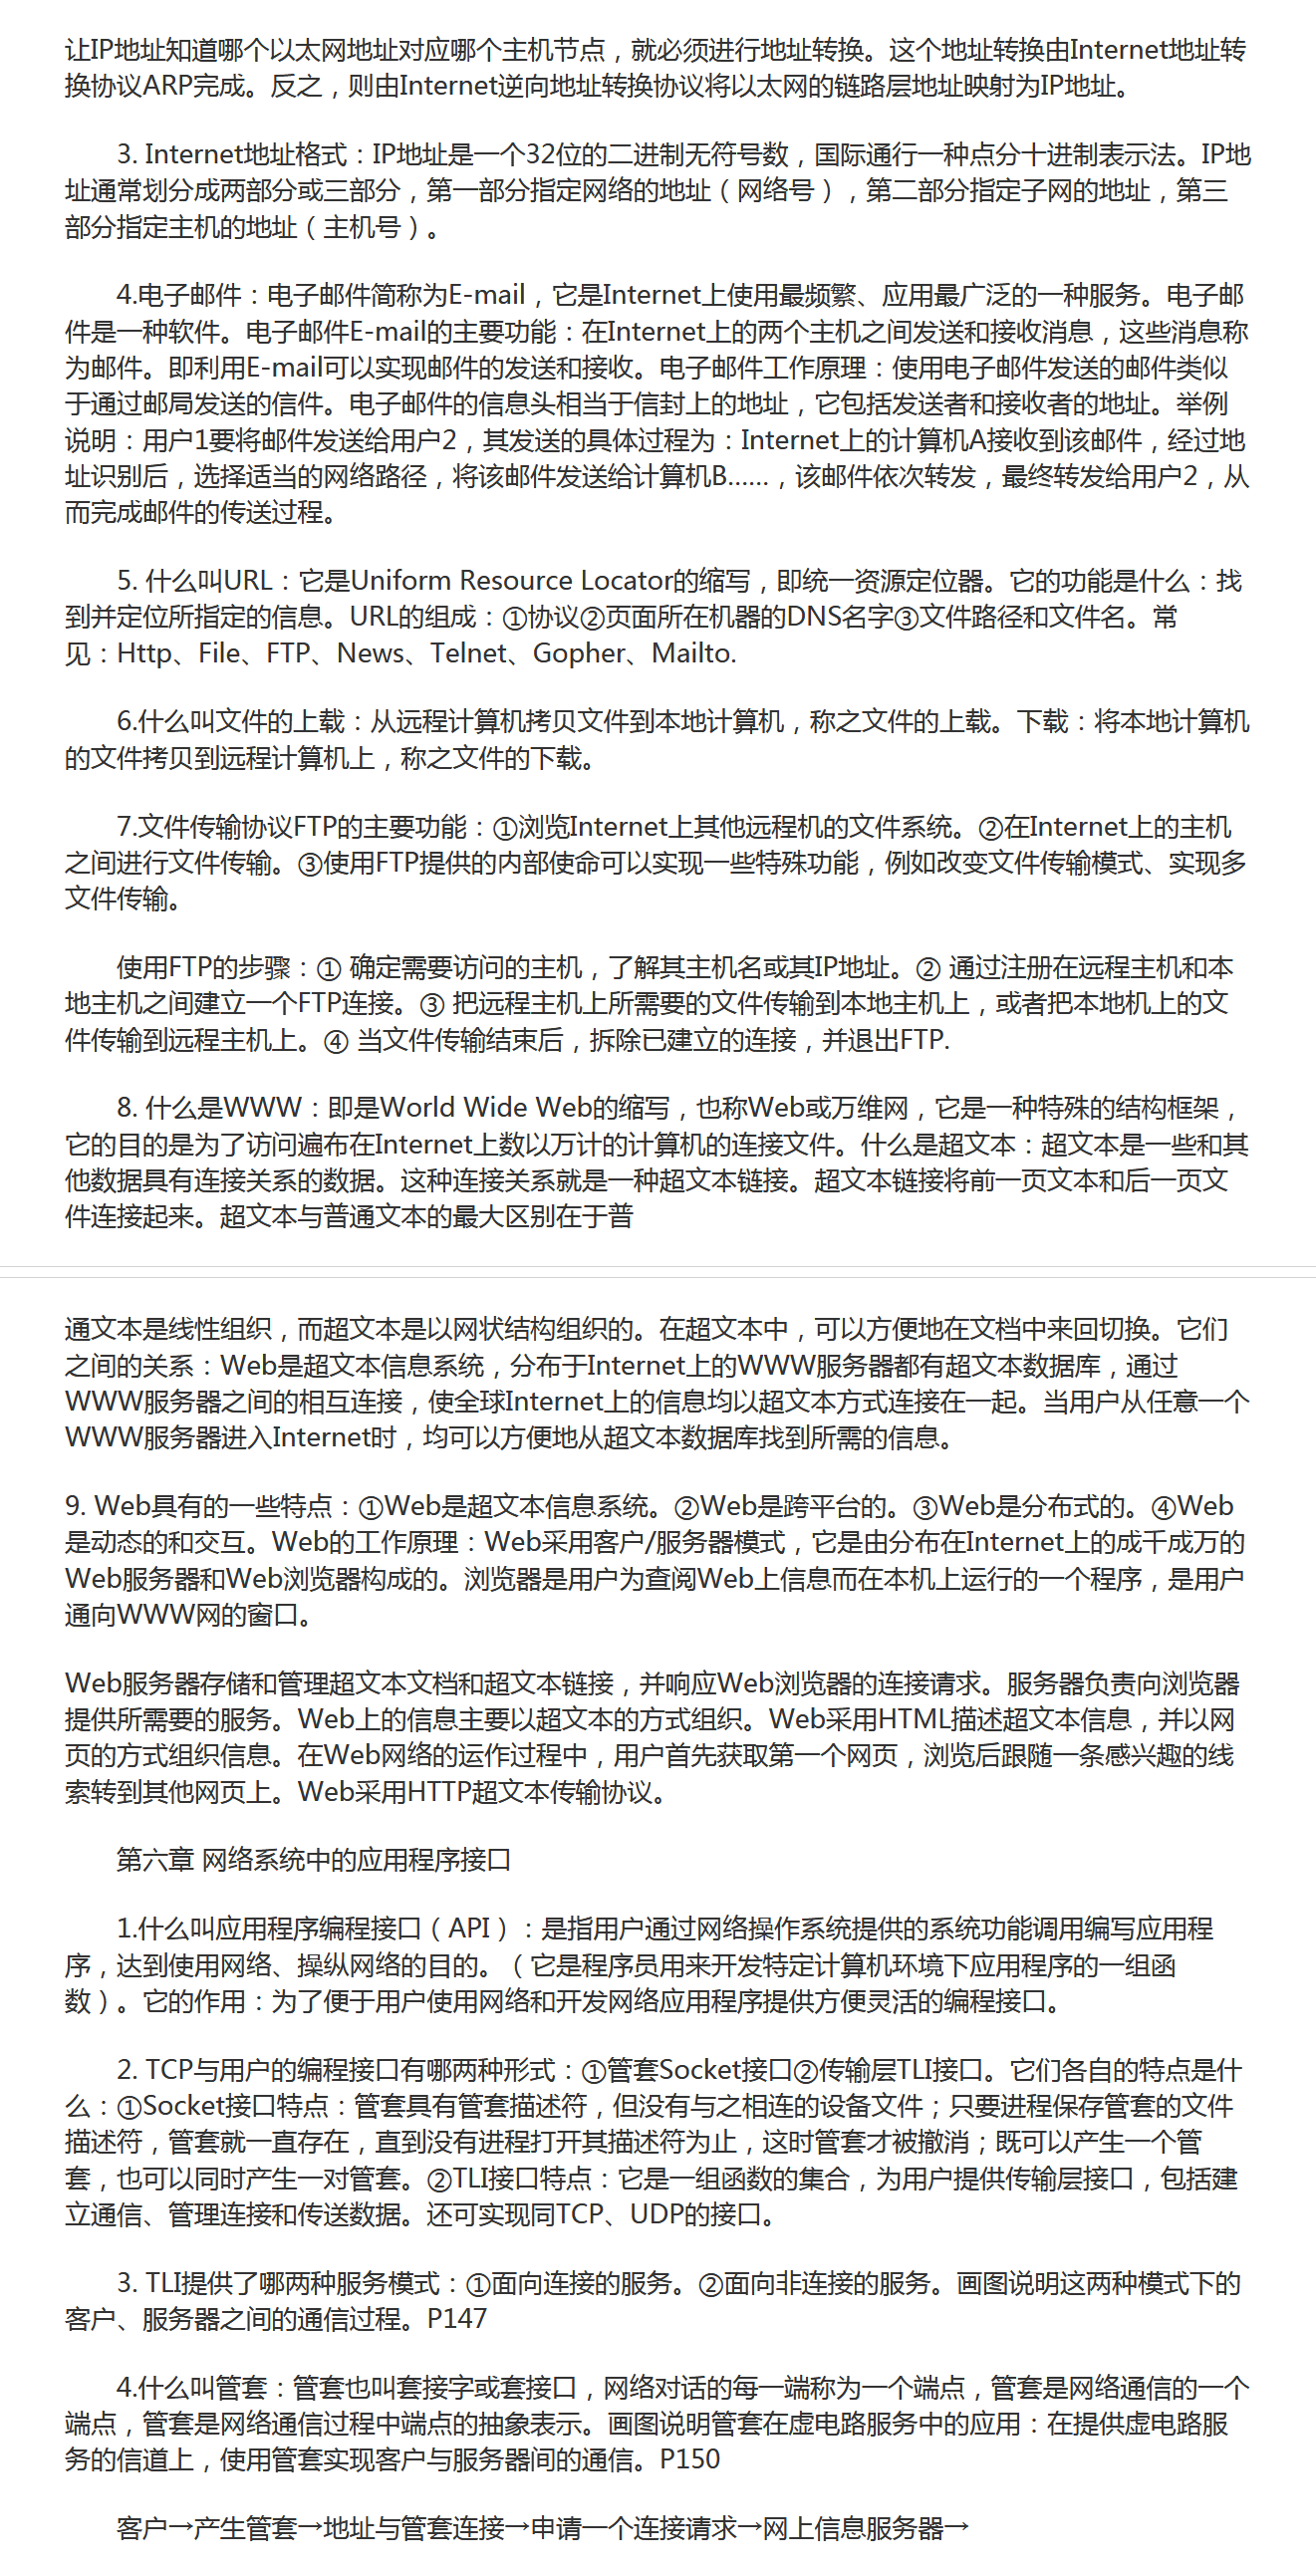 让IP地址知道哪个以太网地址对应哪个主机节点，就必须进行地址转换。这个地址转换由Internet地址转
换协议ARP完成。反之，则由Internet逆向地址转换协议将以太网的链路层地址映射为IP地址。
3. Internet地址格式：IP地址是一个32位的二进制无符号数，国际通行一种点分十进制表示法。IP地
址通常划分成两部分或三部分，第一部分指定网络的地址（网络号），第二部分指定子网的地址，第三
部分指定主机的地址（主机号）。
4.电子邮件：电子邮件简称为E-mail，它是Internet上使用最频繁、应用最广泛的一种服务。电子邮
件是一种软件。电子邮件E-mail的主要功能：在Internet上的两个主机之间发送和接收消息，这些消息称
为邮件。即利用E-mail可以实现邮件的发送和接收。电子邮件工作原理：使用电子邮件发送的邮件类似
于通过邮局发送的信件。电子邮件的信息头相当于信封上的地址，它包括发送者和接收者的地址。举例
说明：用户1要将邮件发送给用户2，其发送的具体过程为：Internet上的计算机A接收到该邮件，经过地
址识别后，选择适当的网络路径，将该邮件发送给计算机B……，该邮件依次转发，最终转发给用户2，从
而完成邮件的传送过程。
5. 什么叫URL：它是Uniform Resource Locator的缩写，即统一资源定位器。它的功能是什么：找
到并定位所指定的信息。URL的组成：①协议②页面所在机器的DNS名字③文件路径和文件名。常
见：Http、File、FTP、News、Telnet、Gopher、Mailto.
6.什么叫文件的上载：从远程计算机拷贝文件到本地计算机，称之文件的上载。下载：将本地计算机
的文件拷贝到远程计算机上，称之文件的下载。
7.文件传输协议FTP的主要功能：①浏览Internet上其他远程机的文件系统。②在Internet上的主机
之间进行文件传输。③使用FTP提供的内部使命可以实现一些特殊功能，例如改变文件传输模式、实现多
文件传输。
使用FTP的步骤：① 确定需要访问的主机，了解其主机名或其IP地址。② 通过注册在远程主机和本
地主机之间建立一个FTP连接。③ 把远程主机上所需要的文件传输到本地主机上，或者把本地机上的文
件传输到远程主机上。④ 当文件传输结束后，拆除已建立的连接，并退出FTP.
8. 什么是WWW：即是World Wide Web的缩写，也称Web或万维网，它是一种特殊的结构框架，
它的目的是为了访问遍布在Internet上数以万计的计算机的连接文件。什么是超文本：超文本是一些和其
他数据具有连接关系的数据。这种连接关系就是一种超文本链接。超文本链接将前一页文本和后一页文
件连接起来。超文本与普通文本的最大区别在于普
通文本是线性组织，而超文本是以网状结构组织的。在超文本中，可以方便地在文档中来回切换。它们
之间的关系：Web是超文本信息系统，分布于Internet上的WWW服务器都有超文本数据库，通过
WWW服务器之间的相互连接，使全球Internet上的信息均以超文本方式连接在一起。当用户从任意一个
WWW服务器进入Internet时，均可以方便地从超文本数据库找到所需的信息。
9. Web具有的一些特点：①Web是超文本信息系统。②Web是跨平台的。③Web是分布式的。④Web
是动态的和交互。Web的工作原理：Web采用客户/服务器模式，它是由分布在Internet上的成千成万的
Web服务器和Web浏览器构成的。浏览器是用户为查阅Web上信息而在本机上运行的一个程序，是用户
通向WWW网的窗口。
Web服务器存储和管理超文本文档和超文本链接，并响应Web浏览器的连接请求。服务器负责向浏览器
提供所需要的服务。Web上的信息主要以超文本的方式组织。Web采用HTML描述超文本信息，并以网
页的方式组织信息。在Web网络的运作过程中，用户首先获取第一个网页，浏览后跟随一条感兴趣的线
索转到其他网页上。Web采用HTTP超文本传输协议。
第六章 网络系统中的应用程序接口
1.什么叫应用程序编程接口（API）：是指用户通过网络操作系统提供的系统功能调用编写应用程
序，达到使用网络、操纵网络的目的。（它是程序员用来开发特定计算机环境下应用程序的一组函
数）。它的作用：为了便于用户使用网络和开发网络应用程序提供方便灵活的编程接口。
2. TCP与用户的编程接口有哪两种形式：①管套Socket接口②传输层TLI接口。它们各自的特点是什
么：①Socket接口特点：管套具有管套描述符，但没有与之相连的设备文件；只要进程保存管套的文件
描述符，管套就一直存在，直到没有进程打开其描述符为止，这时管套才被撤消；既可以产生一个管
套，也可以同时产生一对管套。②TLI接口特点：它是一组函数的集合，为用户提供传输层接口，包括建
立通信、管理连接和传送数据。还可实现同TCP、UDP的接口。
3. TLI提供了哪两种服务模式：①面向连接的服务。②面向非连接的服务。画图说明这两种模式下的
客户、服务器之间的通信过程。P147
4.什么叫管套：管套也叫套接字或套接口，网络对话的每一端称为一个端点，管套是网络通信的一个
端点，管套是网络通信过程中端点的抽象表示。画图说明管套在虚电路服务中的应用：在提供虚电路服
务的信道上，使用管套实现客户与服务器间的通信。P150
客户→产生管套→地址与管套连接→申请一个连接请求→网上信息服务器→